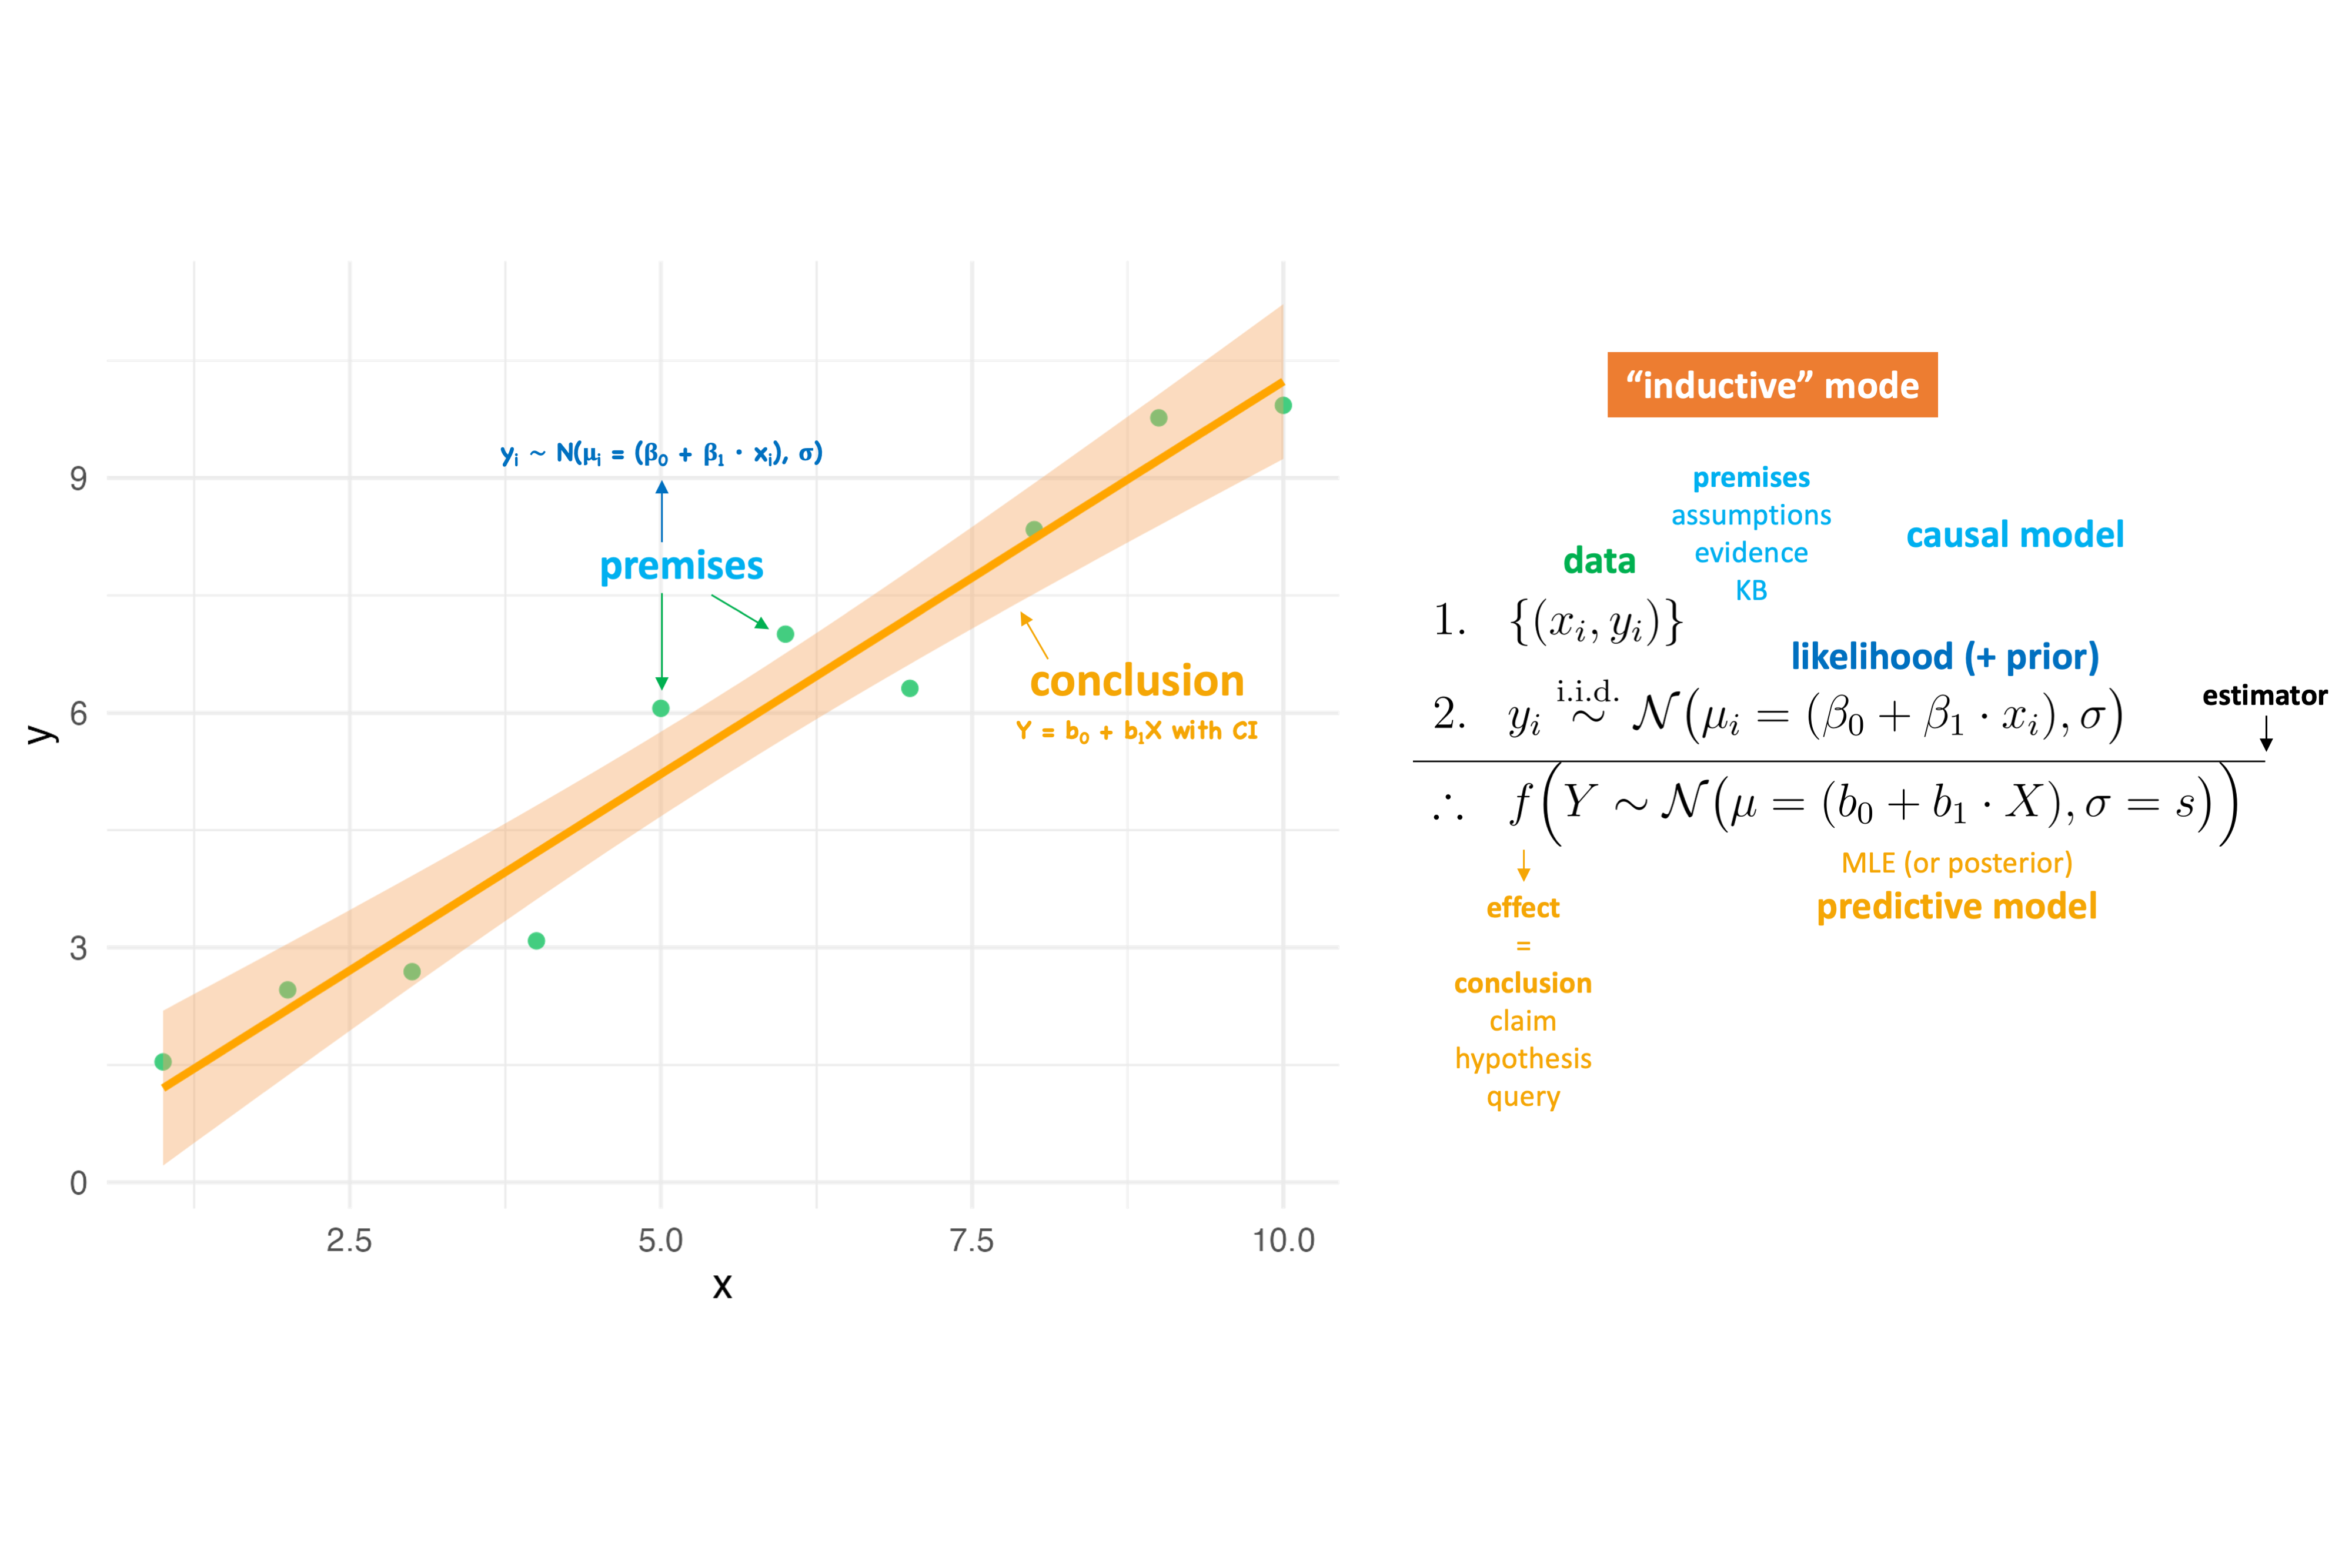 yᵢ ~ N(μᵢ = (β₀ + β₁ · xᵢ), σ)
premises
conclusion
Y = b₀ + b₁X with CI
9
6
3
0
y
2.5 5.0 7.5 10.0
x
“inductive” mode
premises
assumptions
evidence
KB
causal model
data
1. {(xᵢ, yᵢ)}
likelihood (+ prior)
estimator
i.i.d.
2. yᵢ ~ 𝒩(μᵢ = (β₀ + β₁ · xᵢ), σ)
∴ f(Y ~ 𝒩(μ = (b₀ + b₁ · X), σ = s))
MLE (or posterior)
predictive model
effect
=
conclusion
claim
hypothesis
query